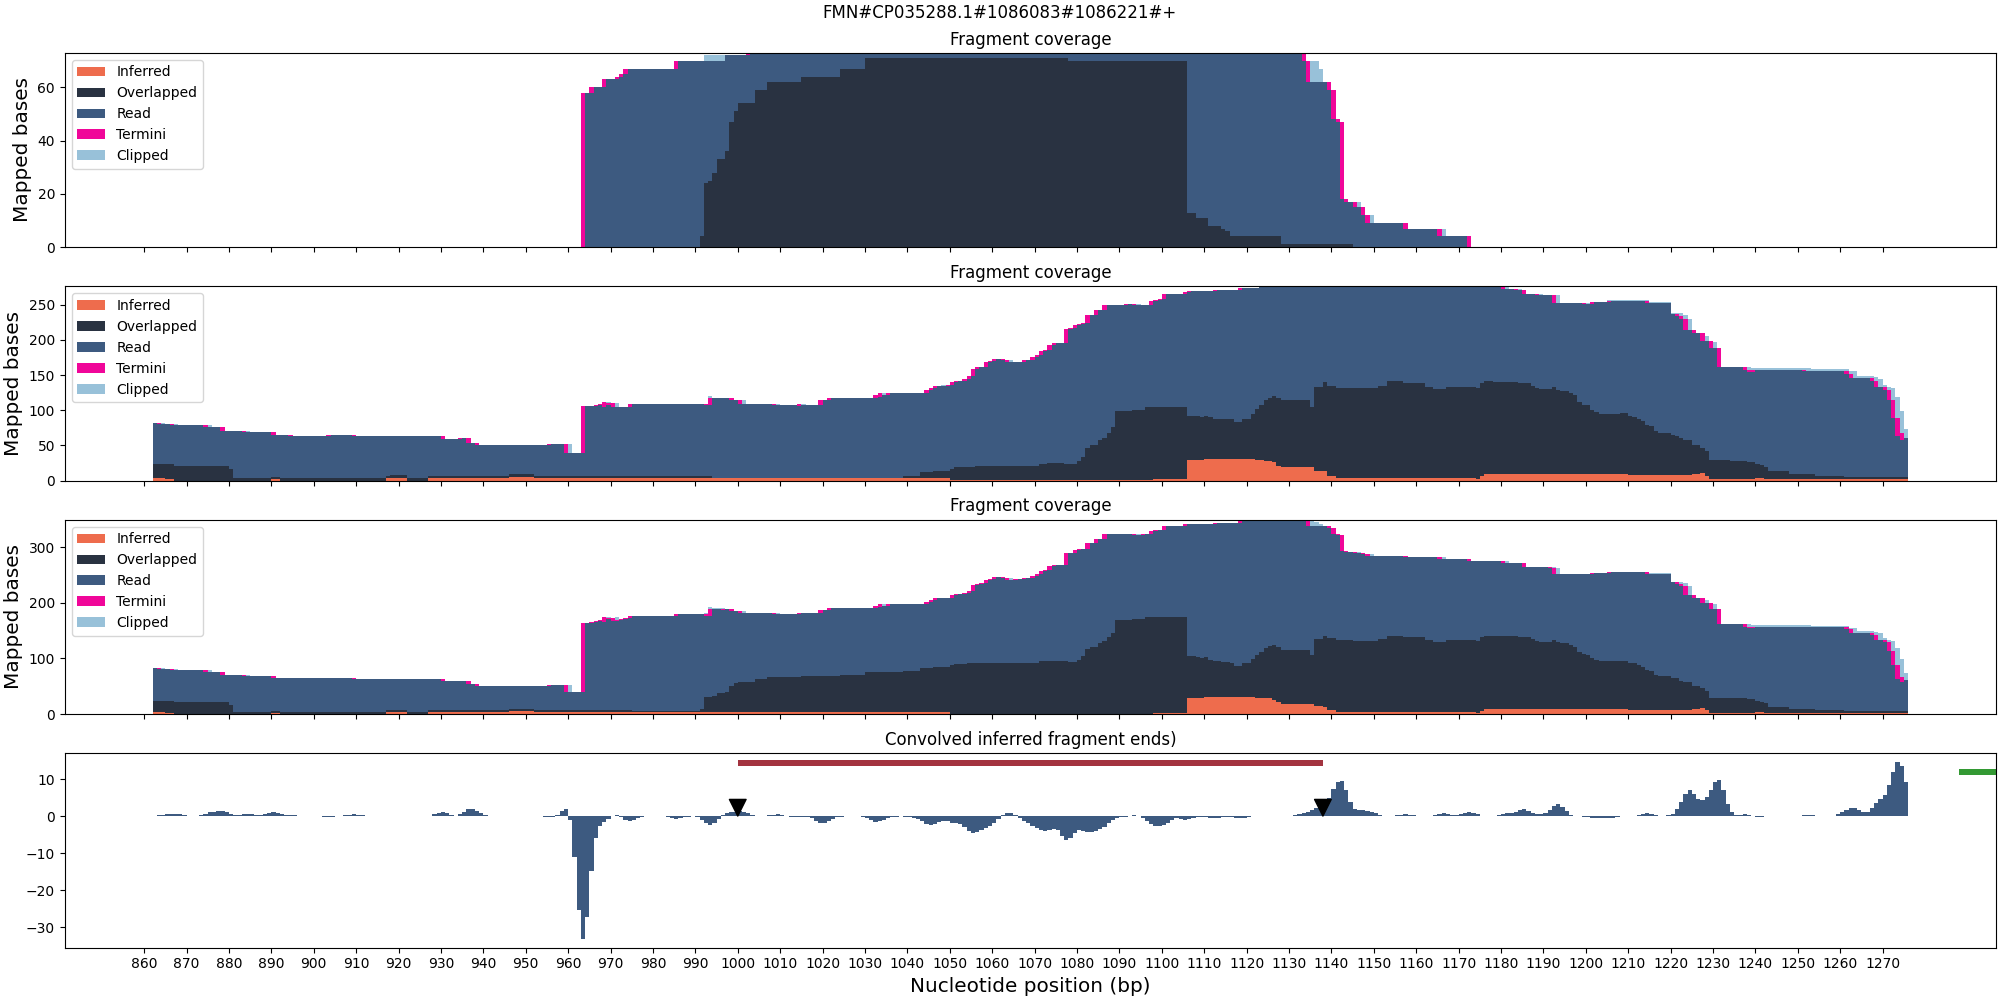 FMN#CP035288.1#1086083#1086221#+
Fragment coverage
Mapped bases
60
40
20
0
Inferred
Overlapped
Read
Termini
Clipped
Fragment coverage
Mapped bases
250
200
150
100
50
0
Inferred
Overlapped
Read
Termini
Clipped
Fragment coverage
Mapped bases
300
200
100
0
Inferred
Overlapped
Read
Termini
Clipped
Convolved inferred fragment ends)
10
0
−10
−20
−30
860 870 880 890 900 910 920 930 940 950 960 970 980 990 1000 1010 1020 1030 1040 1050 1060 1070 1080 1090 1100 1110 1120 1130 1140 1150 1160 1170 1180 1190 1200 1210 1220 1230 1240 1250 1260 1270
Nucleotide position (bp)